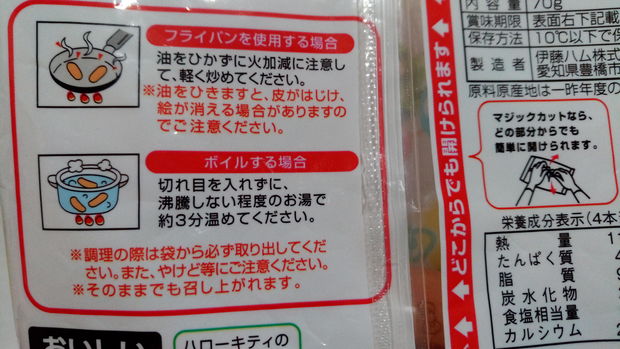 フライパンを使用する場合
油をひかずに火加減に注意し
て、軽く炒めてください。
※油をひきますと、皮がはじけ、
絵が消える場合がありますの
でご注意ください。
ボイルする場合
切れ目を入れずに、
沸騰しない程度のお湯で
約3分温めてください。
※調理の際は袋から必ず取り出してくだ
さい。また、やけど等にご注意ください。
※そのままでも召し上がれます。
おいしい
ハローキティの
どこからでも開けられます
内容量 70g
賞味期限 表面右下記載
保存方法 10℃以下で保
製造者 伊藤ハム株式
愛知県豊橋市
原料原産地は一昨年度の
マジックカットなら、
どの部分からでも
簡単に開けられます。
栄養成分表示(4本
熱量 1
たんぱく質
脂質
炭水化物
食塩相当量
カルシウム